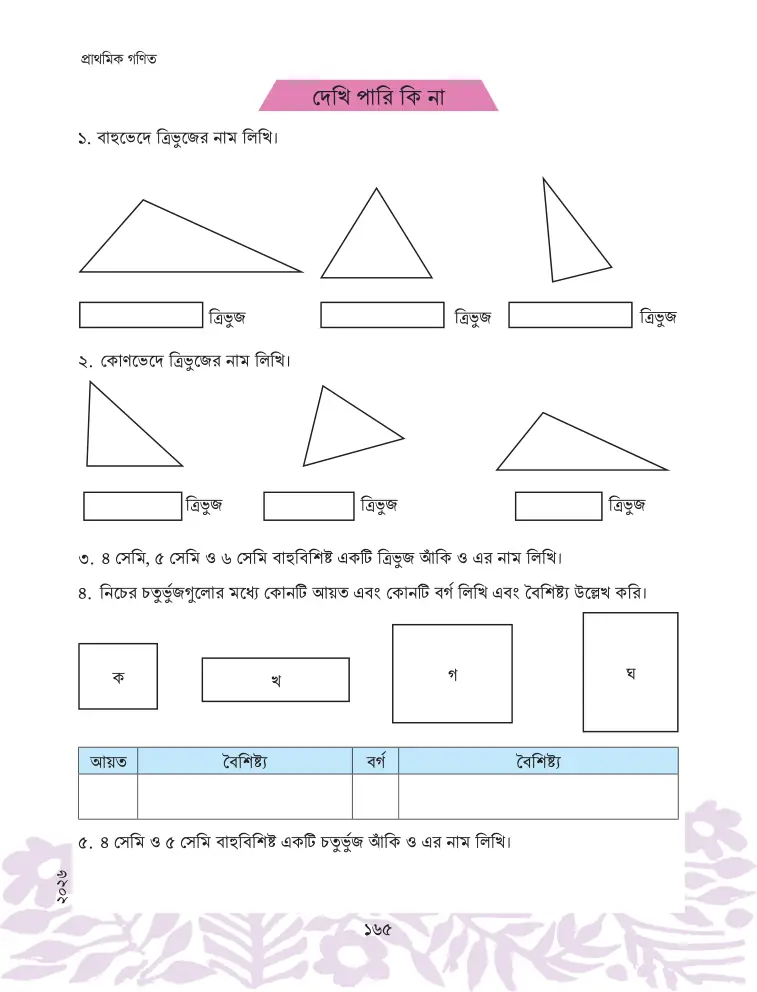 প্রাথমিক গণিত
দেখি পারি কি না
১. বাহুভেদে ত্রিভুজের নাম লিখি।
ত্রিভুজ ত্রিভুজ ত্রিভুজ
২. কোণভেদে ত্রিভুজের নাম লিখি।
ত্রিভুজ ত্রিভুজ ত্রিভুজ
৩. ৪ সেমি, ৫ সেমি ও ৬ সেমি বাহুবিশিষ্ট একটি ত্রিভুজ আঁকি ও এর নাম লিখি।
৪. নিচের চতুর্ভুজগুলোর মধ্যে কোনটি আয়ত এবং কোনটি বর্গ লিখি এবং বৈশিষ্ট্য উল্লেখ করি।
ক খ গ ঘ
আয়ত বৈশিষ্ট্য বর্গ বৈশিষ্ট্য
৫. ৪ সেমি ও ৫ সেমি বাহুবিশিষ্ট একটি চতুর্ভুজ আঁকি ও এর নাম লিখি।
২০২৬
১৬৫